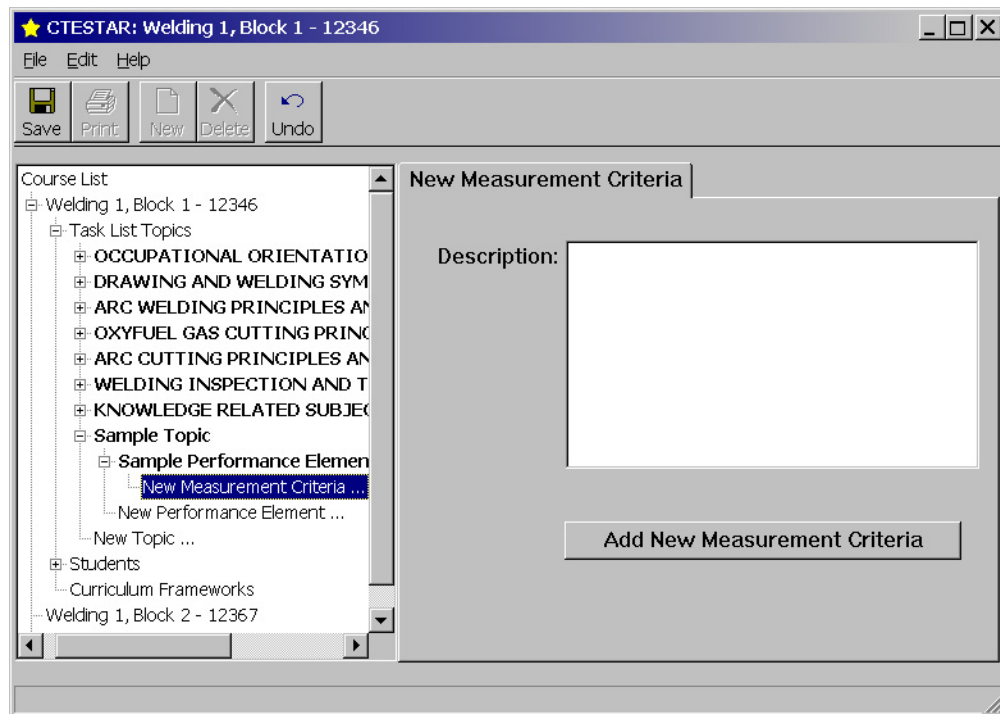 CTESTAR: Welding 1, Block 1 - 12346
File Edit Help
Save Print New Delete Undo
Course List
Welding 1, Block 1 - 12346
Task List Topics
OCCUPATIONAL ORIENTATIO
DRAWING AND WELDING SYM
ARC WELDING PRINCIPLES AN
OXYFUEL GAS CUTTING PRINC
ARC CUTTING PRINCIPLES AN
WELDING INSPECTION AND T
KNOWLEDGE RELATED SUBJEC
Sample Topic
Sample Performance Elemen
New Measurement Criteria ...
New Performance Element ...
New Topic ...
Students
Curriculum Frameworks
Welding 1, Block 2 - 12367
New Measurement Criteria
Description:
Add New Measurement Criteria